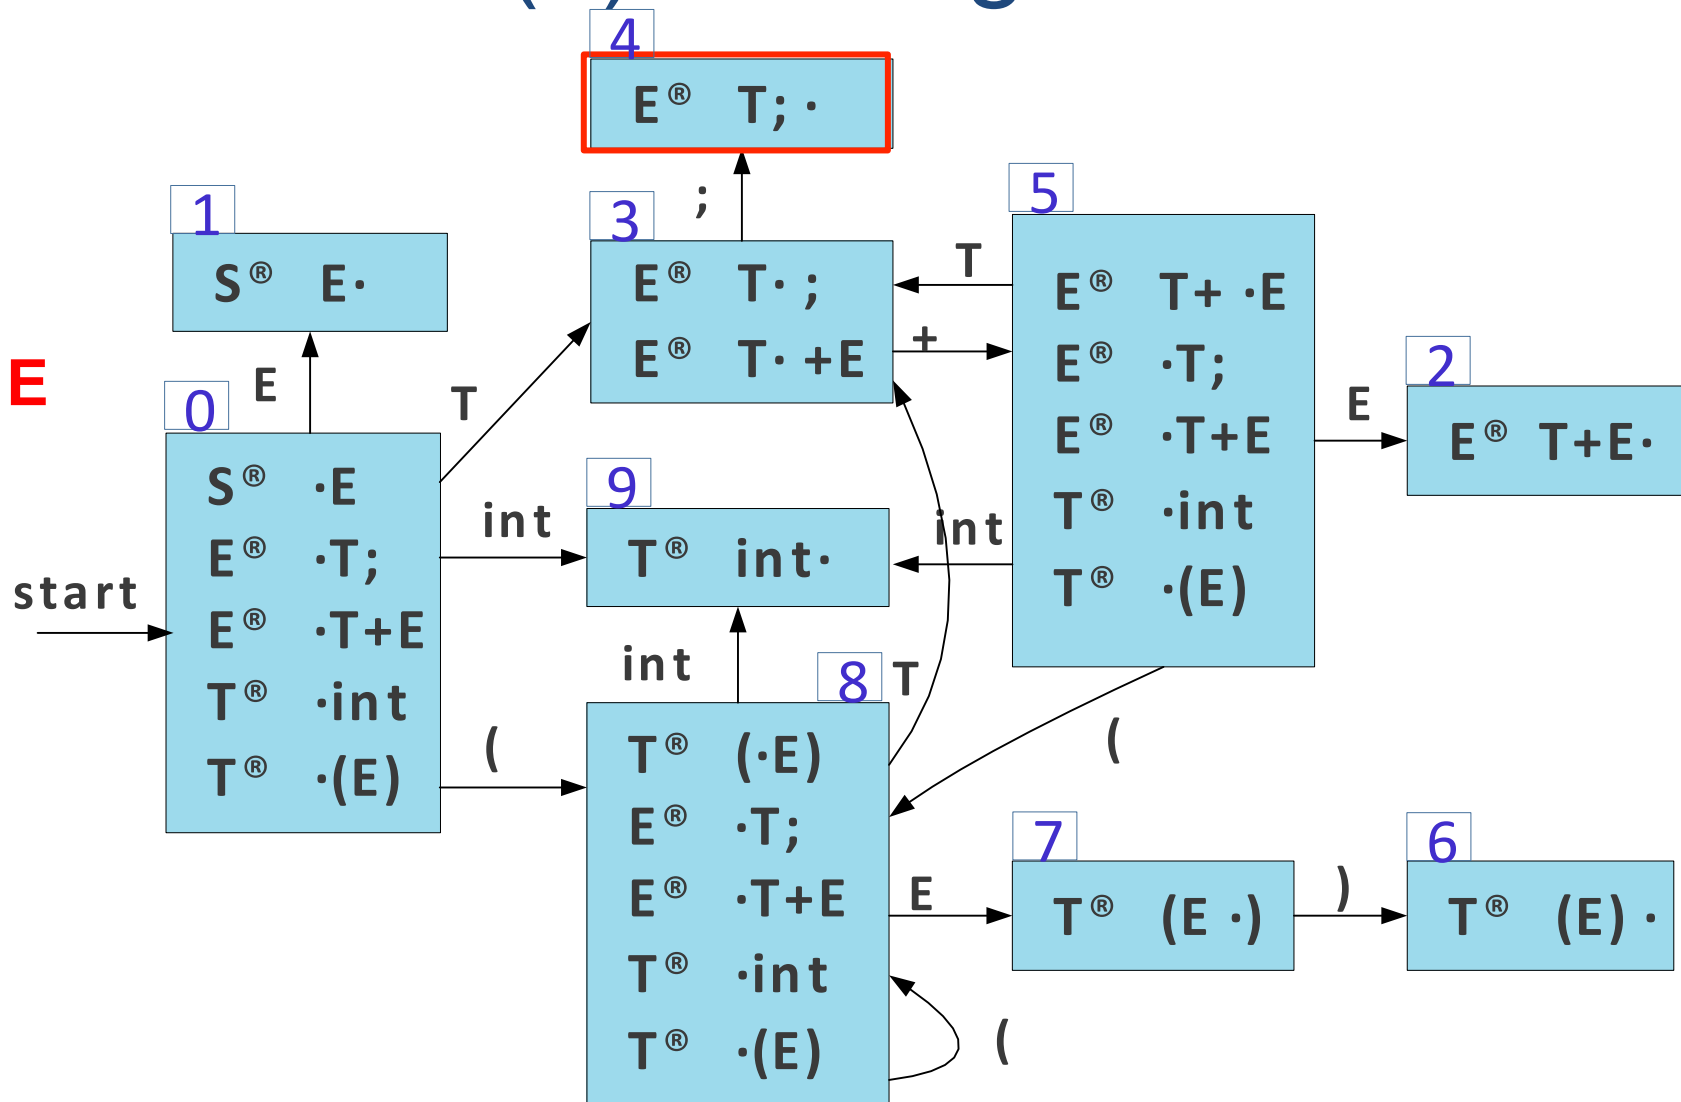 4
E® T; ·
1
S® E·
3
;
E® T· ;
E® T· +E
T
+
5
E® T+ ·E
E® ·T;
E® ·T+E
T® ·int
T® ·(E)
E
2
E® T+E·
E
E
T
0
S® ·E
E® ·T;
E® ·T+E
T® ·int
T® ·(E)
start
int
9
T® int·
int
int
(
8
T
(
T® (·E)
E® ·T;
E® ·T+E
T® ·int
T® ·(E)
E
(
7
T® (E ·)
)
6
T® (E) ·